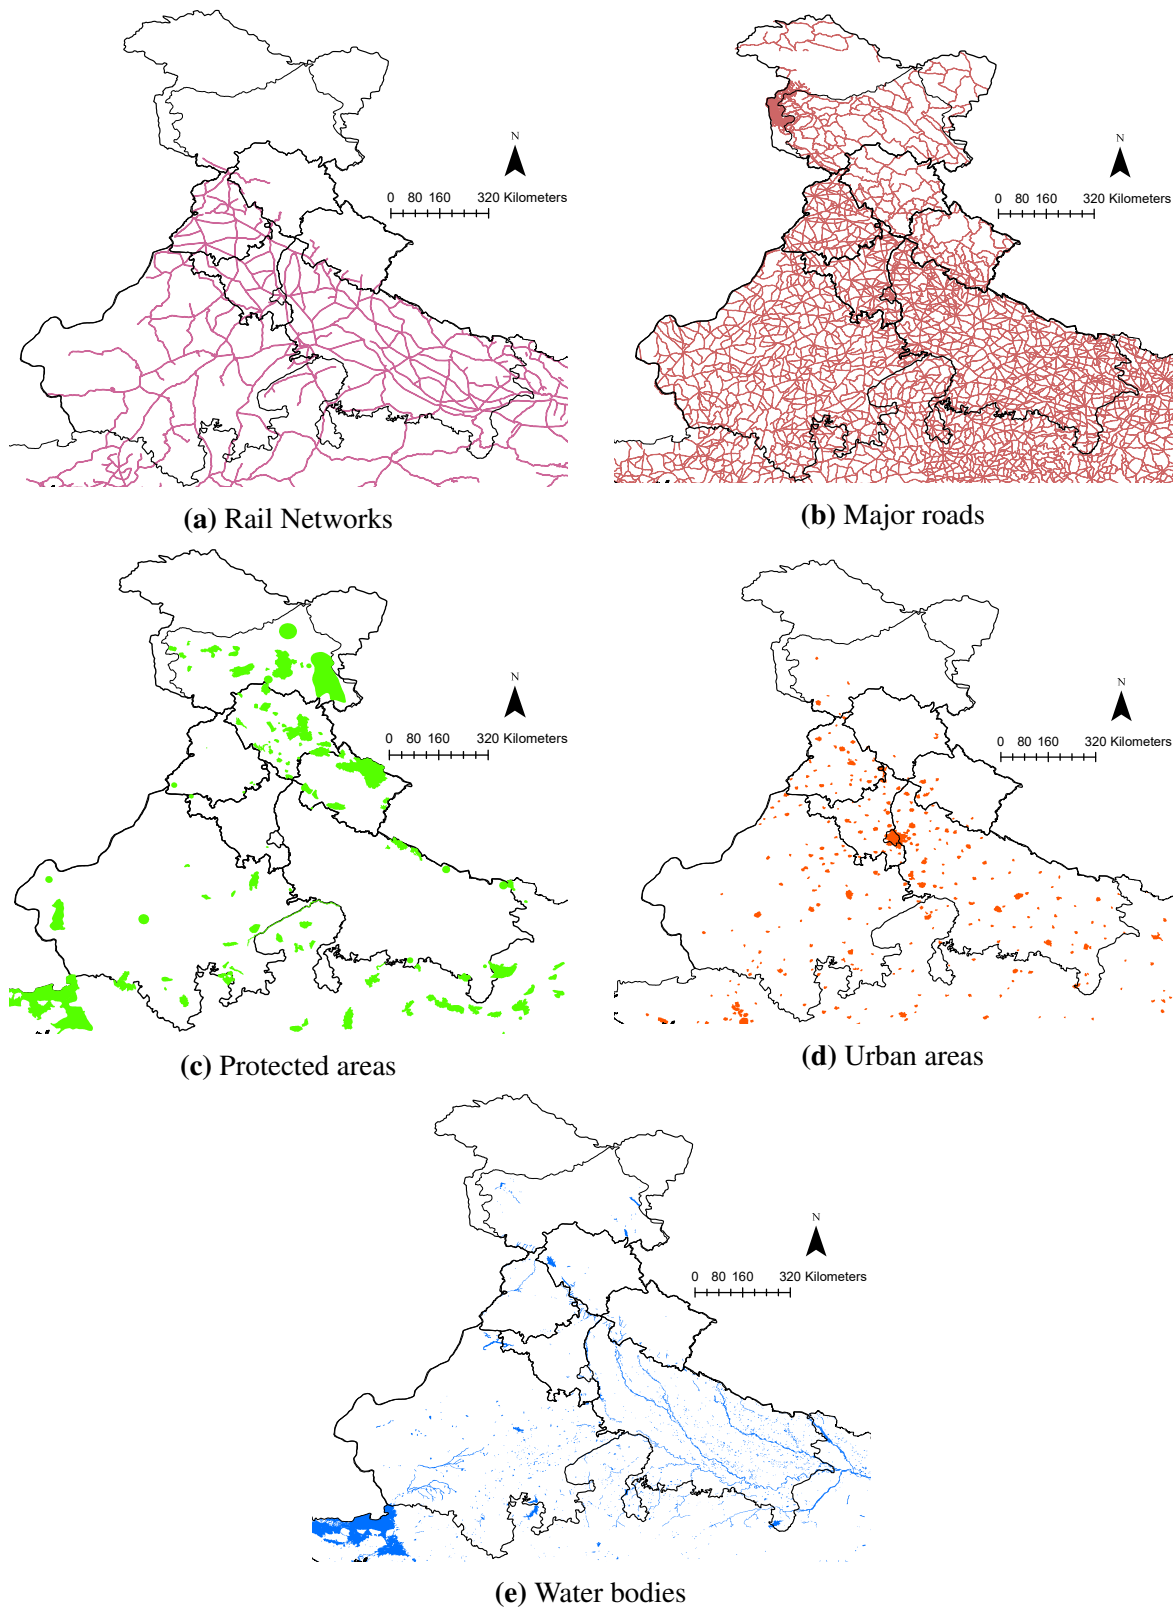 N
0 80 160 320 Kilometers
(a) Rail Networks
N
0 80 160 320 Kilometers
(b) Major roads
N
0 80 160 320 Kilometers
(c) Protected areas
N
0 80 160 320 Kilometers
(d) Urban areas
N
0 80 160 320 Kilometers
(e) Water bodies